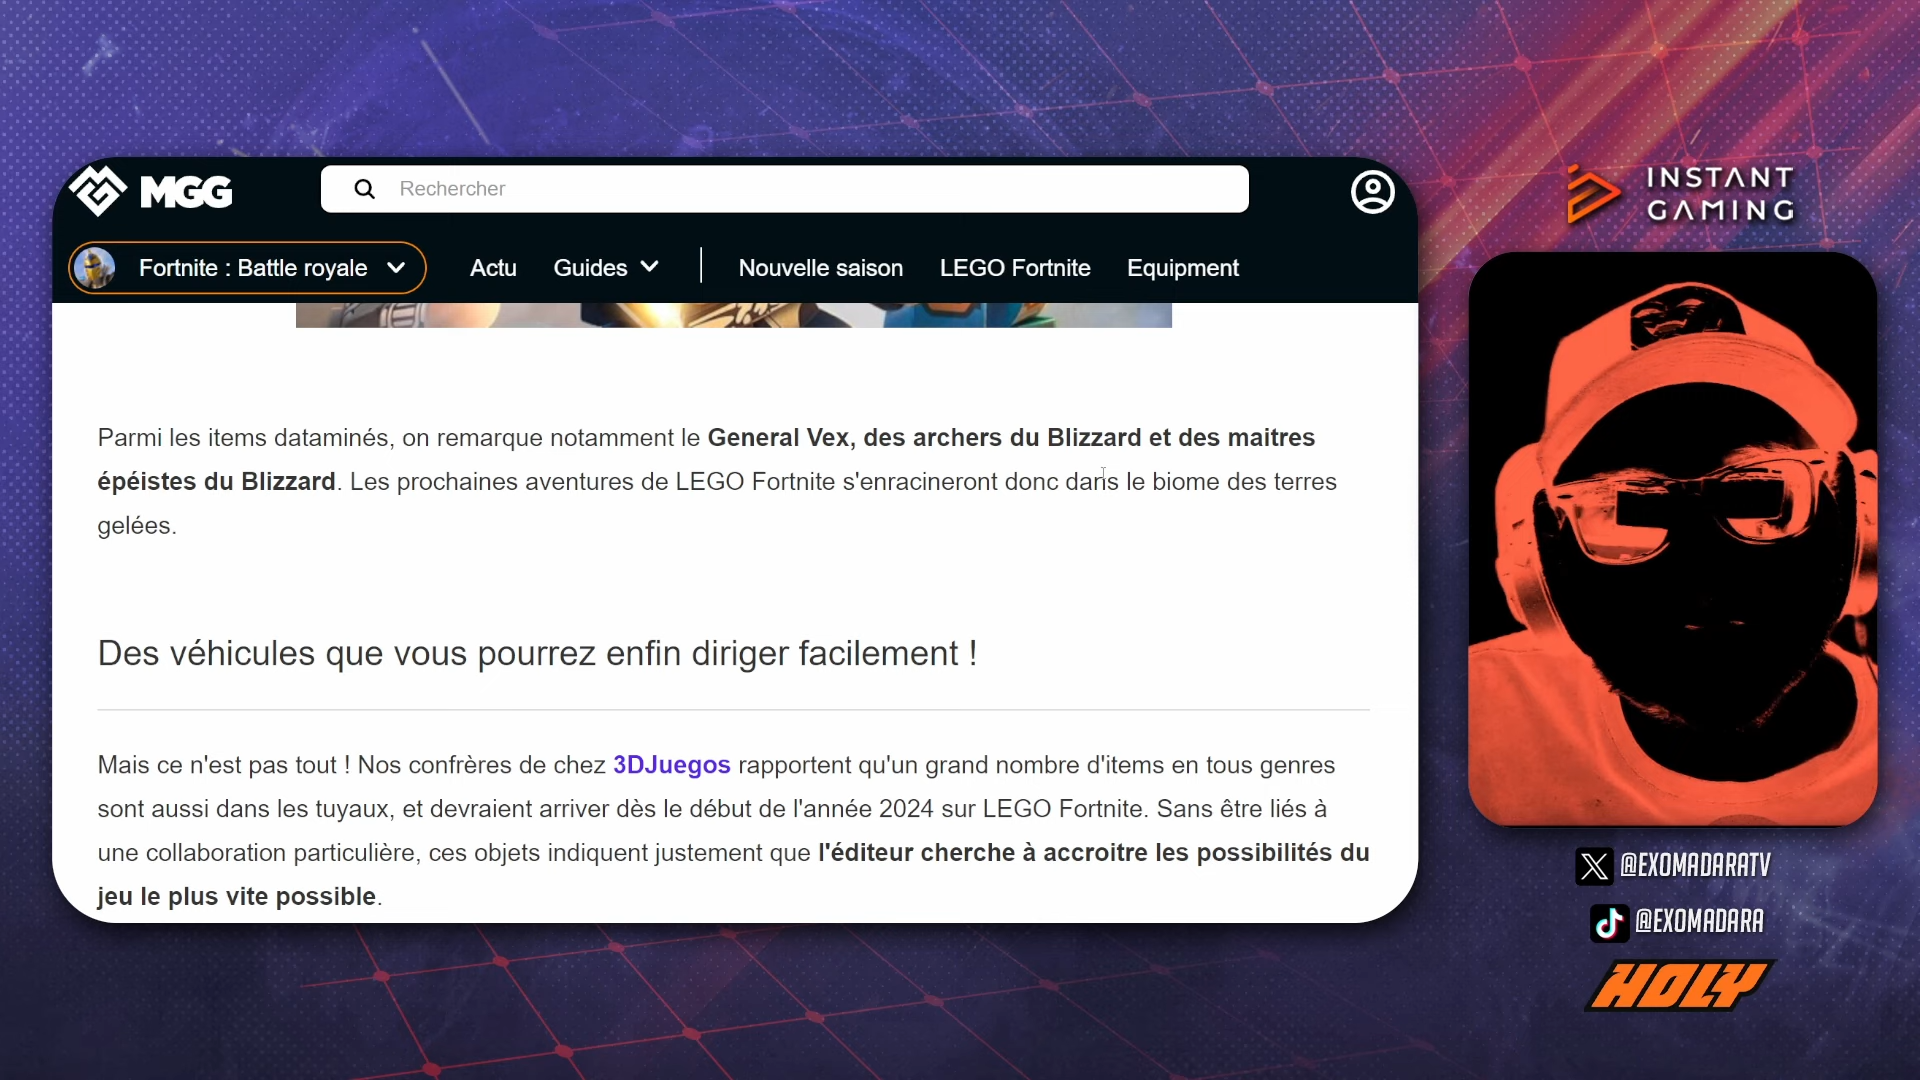 MGG
Rechercher
Fortnite : Battle royale
Actu
Guides
Nouvelle saison
LEGO Fortnite
Equipment
Parmi les items dataminés, on remarque notamment le General Vex, des archers du Blizzard et des maitres
épéistes du Blizzard. Les prochaines aventures de LEGO Fortnite s'enracineront donc dans le biome des terres
gelées.
Des véhicules que vous pourrez enfin diriger facilement !
Mais ce n'est pas tout ! Nos confrères de chez 3DJuegos rapportent qu'un grand nombre d'items en tous genres
sont aussi dans les tuyaux, et devraient arriver dès le début de l'année 2024 sur LEGO Fortnite. Sans être liés à
une collaboration particulière, ces objets indiquent justement que l'éditeur cherche à accroitre les possibilités du
jeu le plus vite possible.
INSTANT
GAMING
@EXOMADARATV
@EXOMADARA
HOLY